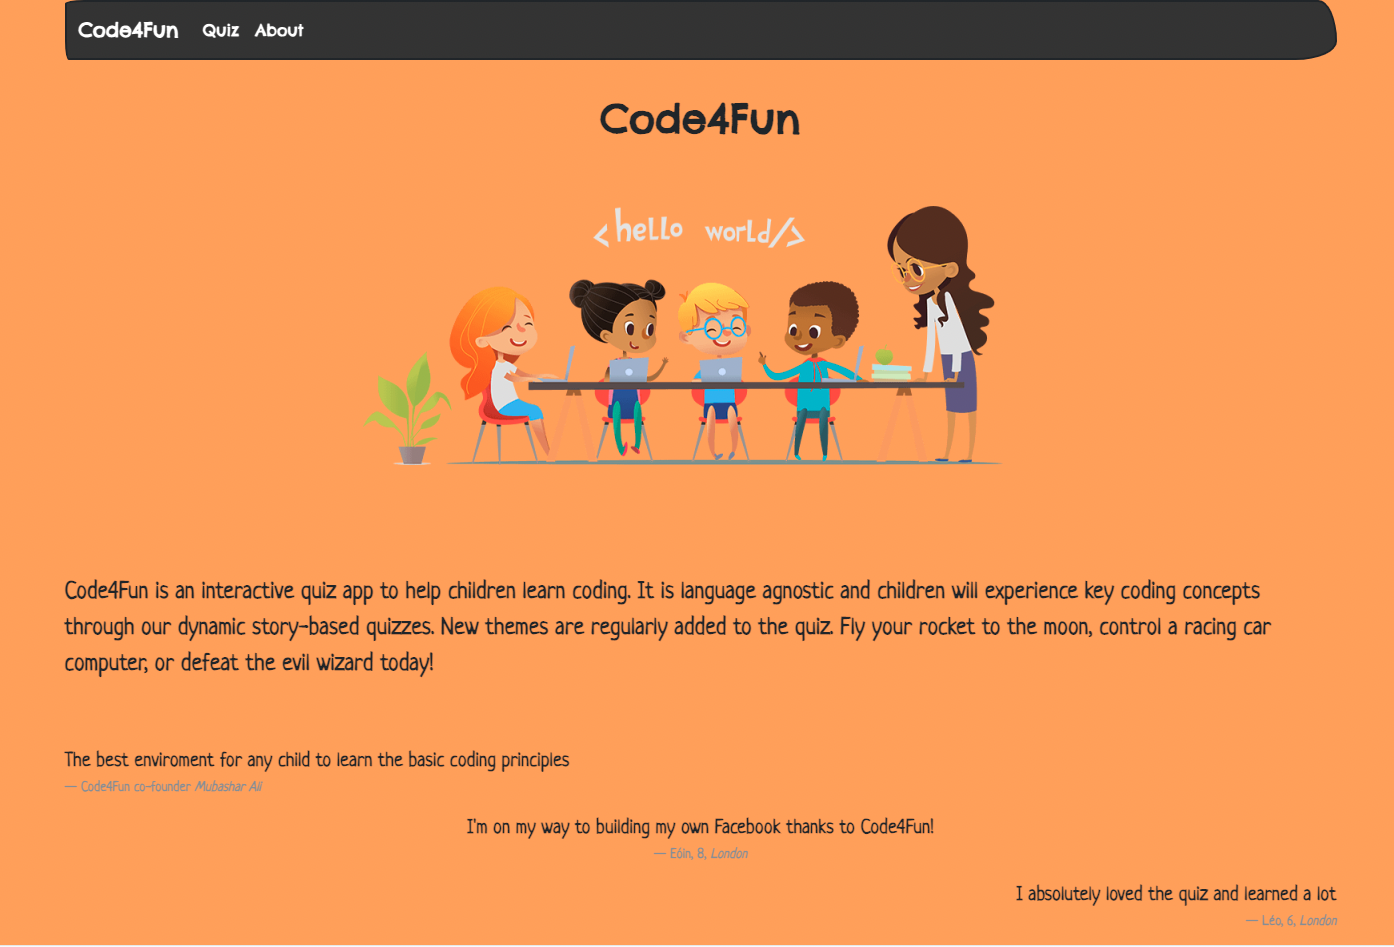 Code4Fun Quiz About
Code4Fun
<hello world/>
Code4Fun is an interactive quiz app to help children learn coding. It is language agnostic and children will experience key coding concepts
through our dynamic story-based quizzes. New themes are regularly added to the quiz. Fly your rocket to the moon, control a racing car
computer, or defeat the evil wizard today!
The best enviroment for any child to learn the basic coding principles
— Code4Fun co-founder Mubashar Ali
I'm on my way to building my own Facebook thanks to Code4Fun!
— Eóin, 8, London
I absolutely loved the quiz and learned a lot
— Léo, 6, London